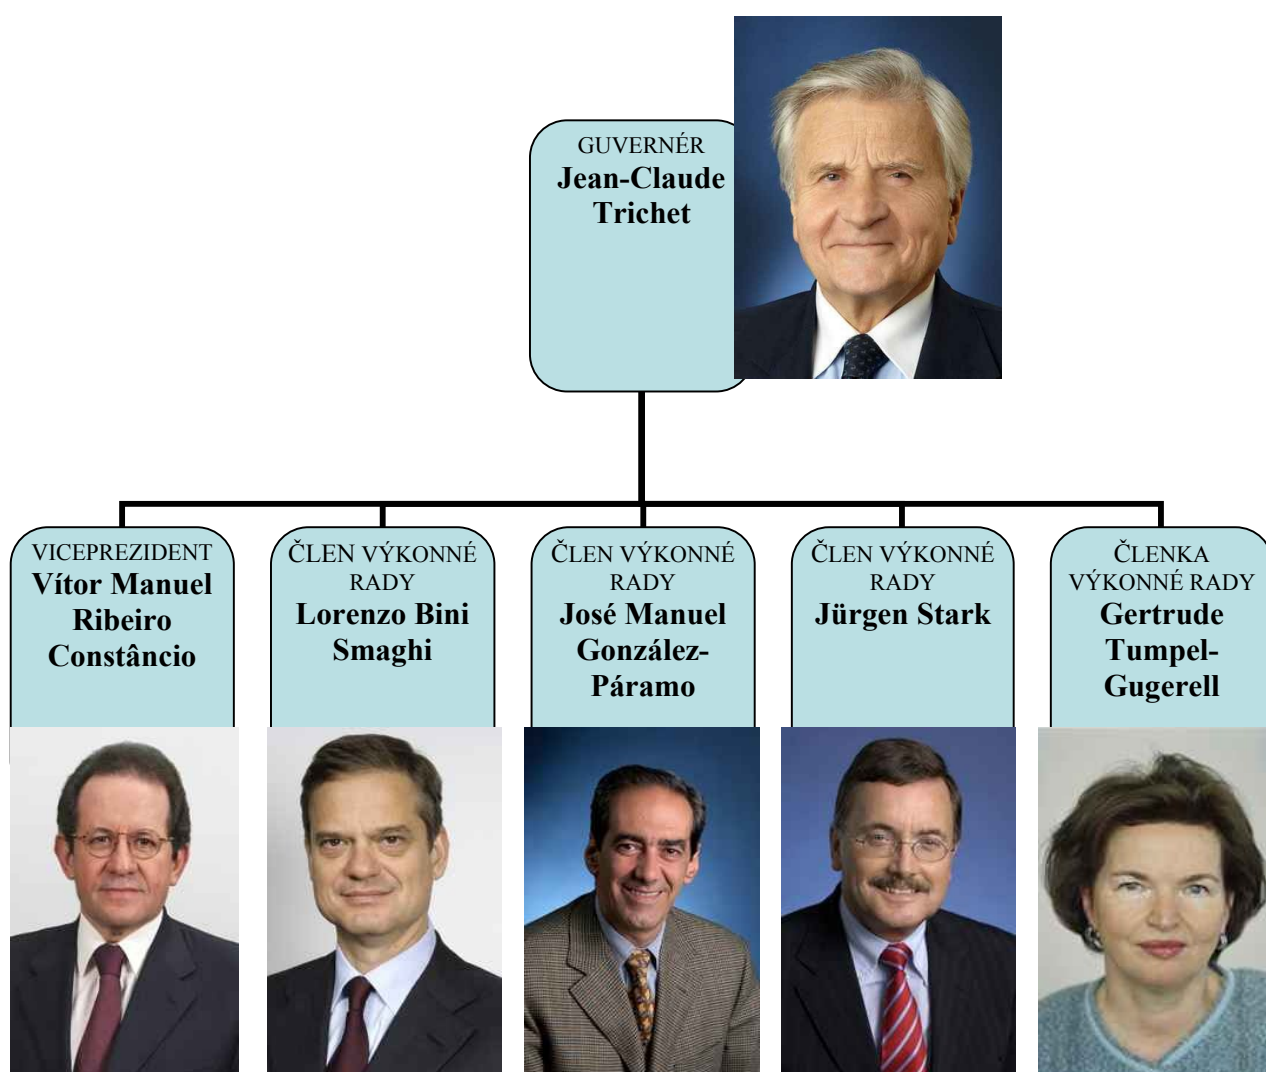 GUVERNÉR
Jean-Claude
Trichet
VICEPREZIDENT
Vítor Manuel
Ribeiro
Constâncio
ČLEN VÝKONNÉ
RADY
Lorenzo Bini
Smaghi
ČLEN VÝKONNÉ
RADY
José Manuel
González-
Páramo
ČLEN VÝKONNÉ
RADY
Jürgen Stark
ČLENKA
VÝKONNÉ RADY
Gertrude
Tumpel-
Gugerell